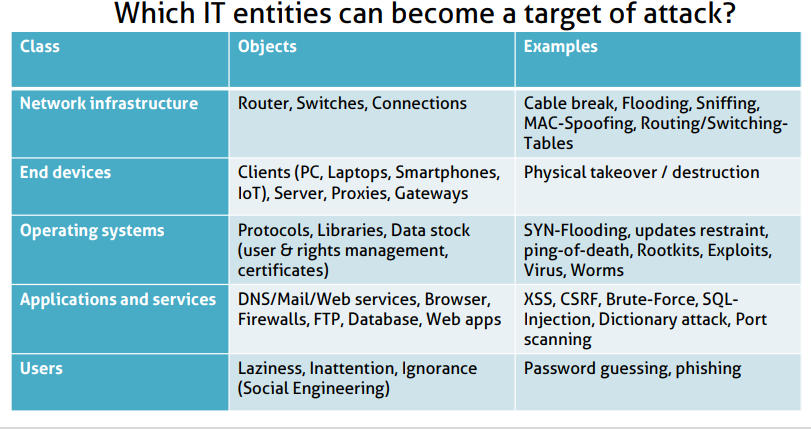 Which IT entities can become a target of attack?
Class
Objects
Examples
Network infrastructure
Router, Switches, Connections
Cable break, Flooding, Sniffing,
MAC-Spoofing, Routing/Switching-
Tables
End devices
Clients (PC, Laptops, Smartphones,
IoT), Server, Proxies, Gateways
Physical takeover / destruction
Operating systems
Protocols, Libraries, Data stock
(user & rights management,
certificates)
SYN-Flooding, updates restraint,
ping-of-death, Rootkits, Exploits,
Virus, Worms
Applications and services
DNS/Mail/Web services, Browser,
Firewalls, FTP, Database, Web apps
XSS, CSRF, Brute-Force, SQL-
Injection, Dictionary attack, Port
scanning
Users
Laziness, Inattention, Ignorance
(Social Engineering)
Password guessing, phishing